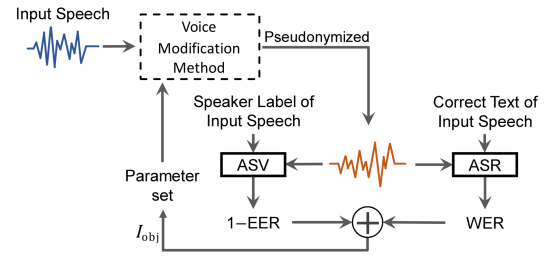 Input Speech
Voice
Modification
Method
Pseudonymized
Speaker Label of
Input Speech
Correct Text of
Input Speech
ASV
ASR
Parameter
set
1−EER
WER
I_obj